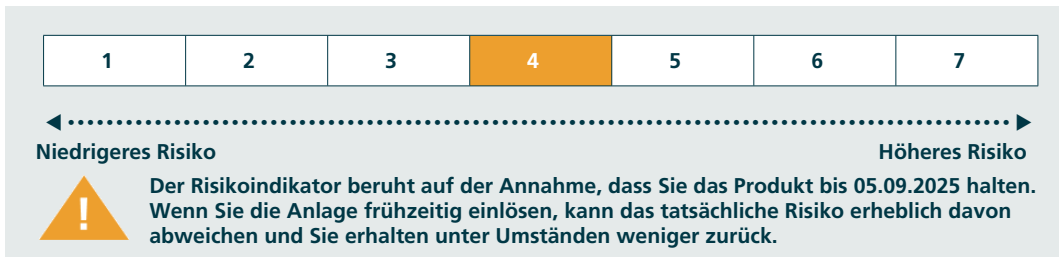 1 2 3 4 5 6 7
Niedrigeres Risiko Höheres Risiko
Der Risikoindikator beruht auf der Annahme, dass Sie das Produkt bis 05.09.2025 halten.
Wenn Sie die Anlage frühzeitig einlösen, kann das tatsächliche Risiko erheblich davon
abweichen und Sie erhalten unter Umständen weniger zurück.